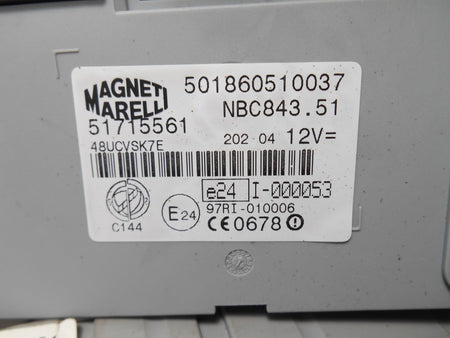 MAGNETI MARELLI
501860510037
NBC843.51
51715561
202 04 12V=
48UCVSK7E
e24 I-000053
E24 97RI-010006
C144
CE0678